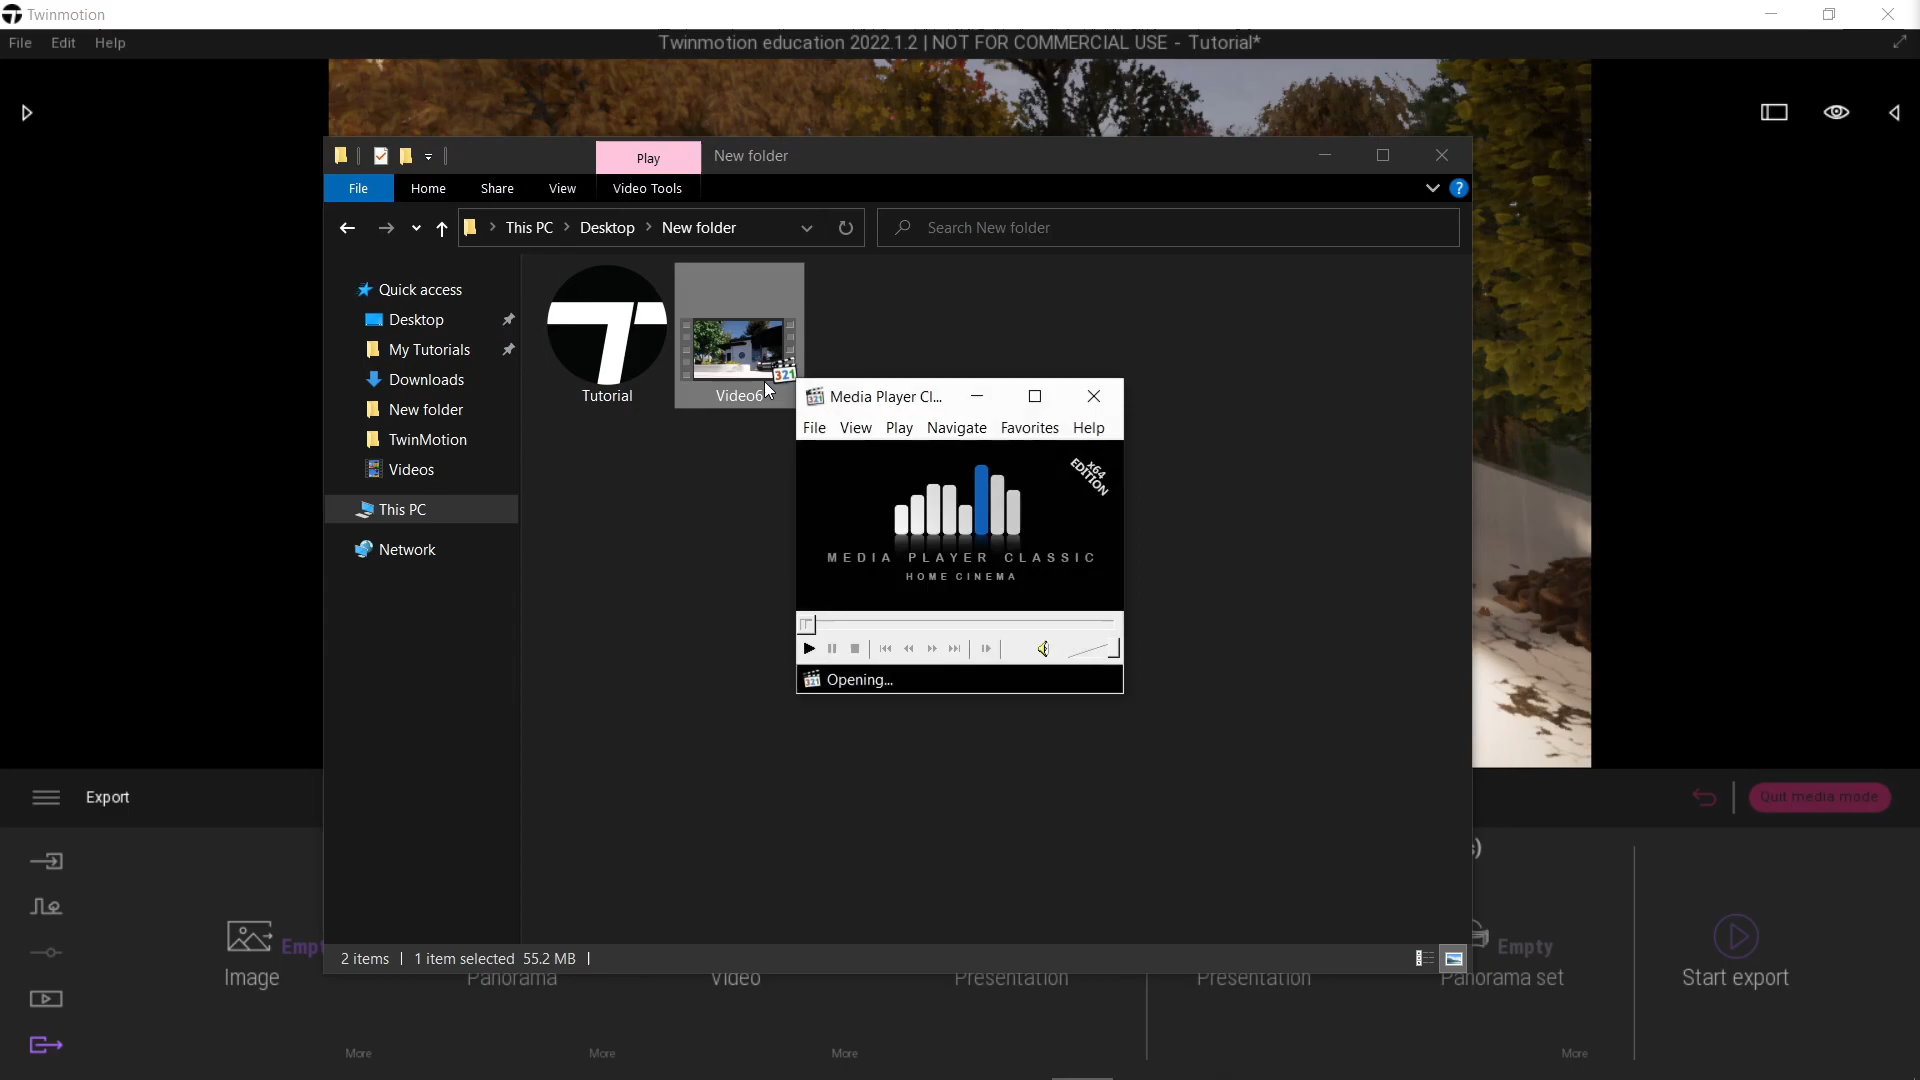 Twinmotion
File Edit Help
Twinmotion education 2022.1.2 | NOT FOR COMMERCIAL USE - Tutorial*
Play New folder
File Home Share View Video Tools
This PC > Desktop > New folder
Search New folder
Quick access
Desktop
My Tutorials
Downloads
New folder
TwinMotion
Videos
This PC
Network
Tutorial
321
Video6
Media Player Cl...
File View Play Navigate Favorites Help
x64
EDITION
MEDIA PLAYER CLASSIC
HOME CINEMA
Opening...
2 items | 1 item selected 55.2 MB |
Export
Quit media mode
Image
Panorama
Video
Presentation
Presentation
Empty
Panorama set
Start export
More
More
More
More